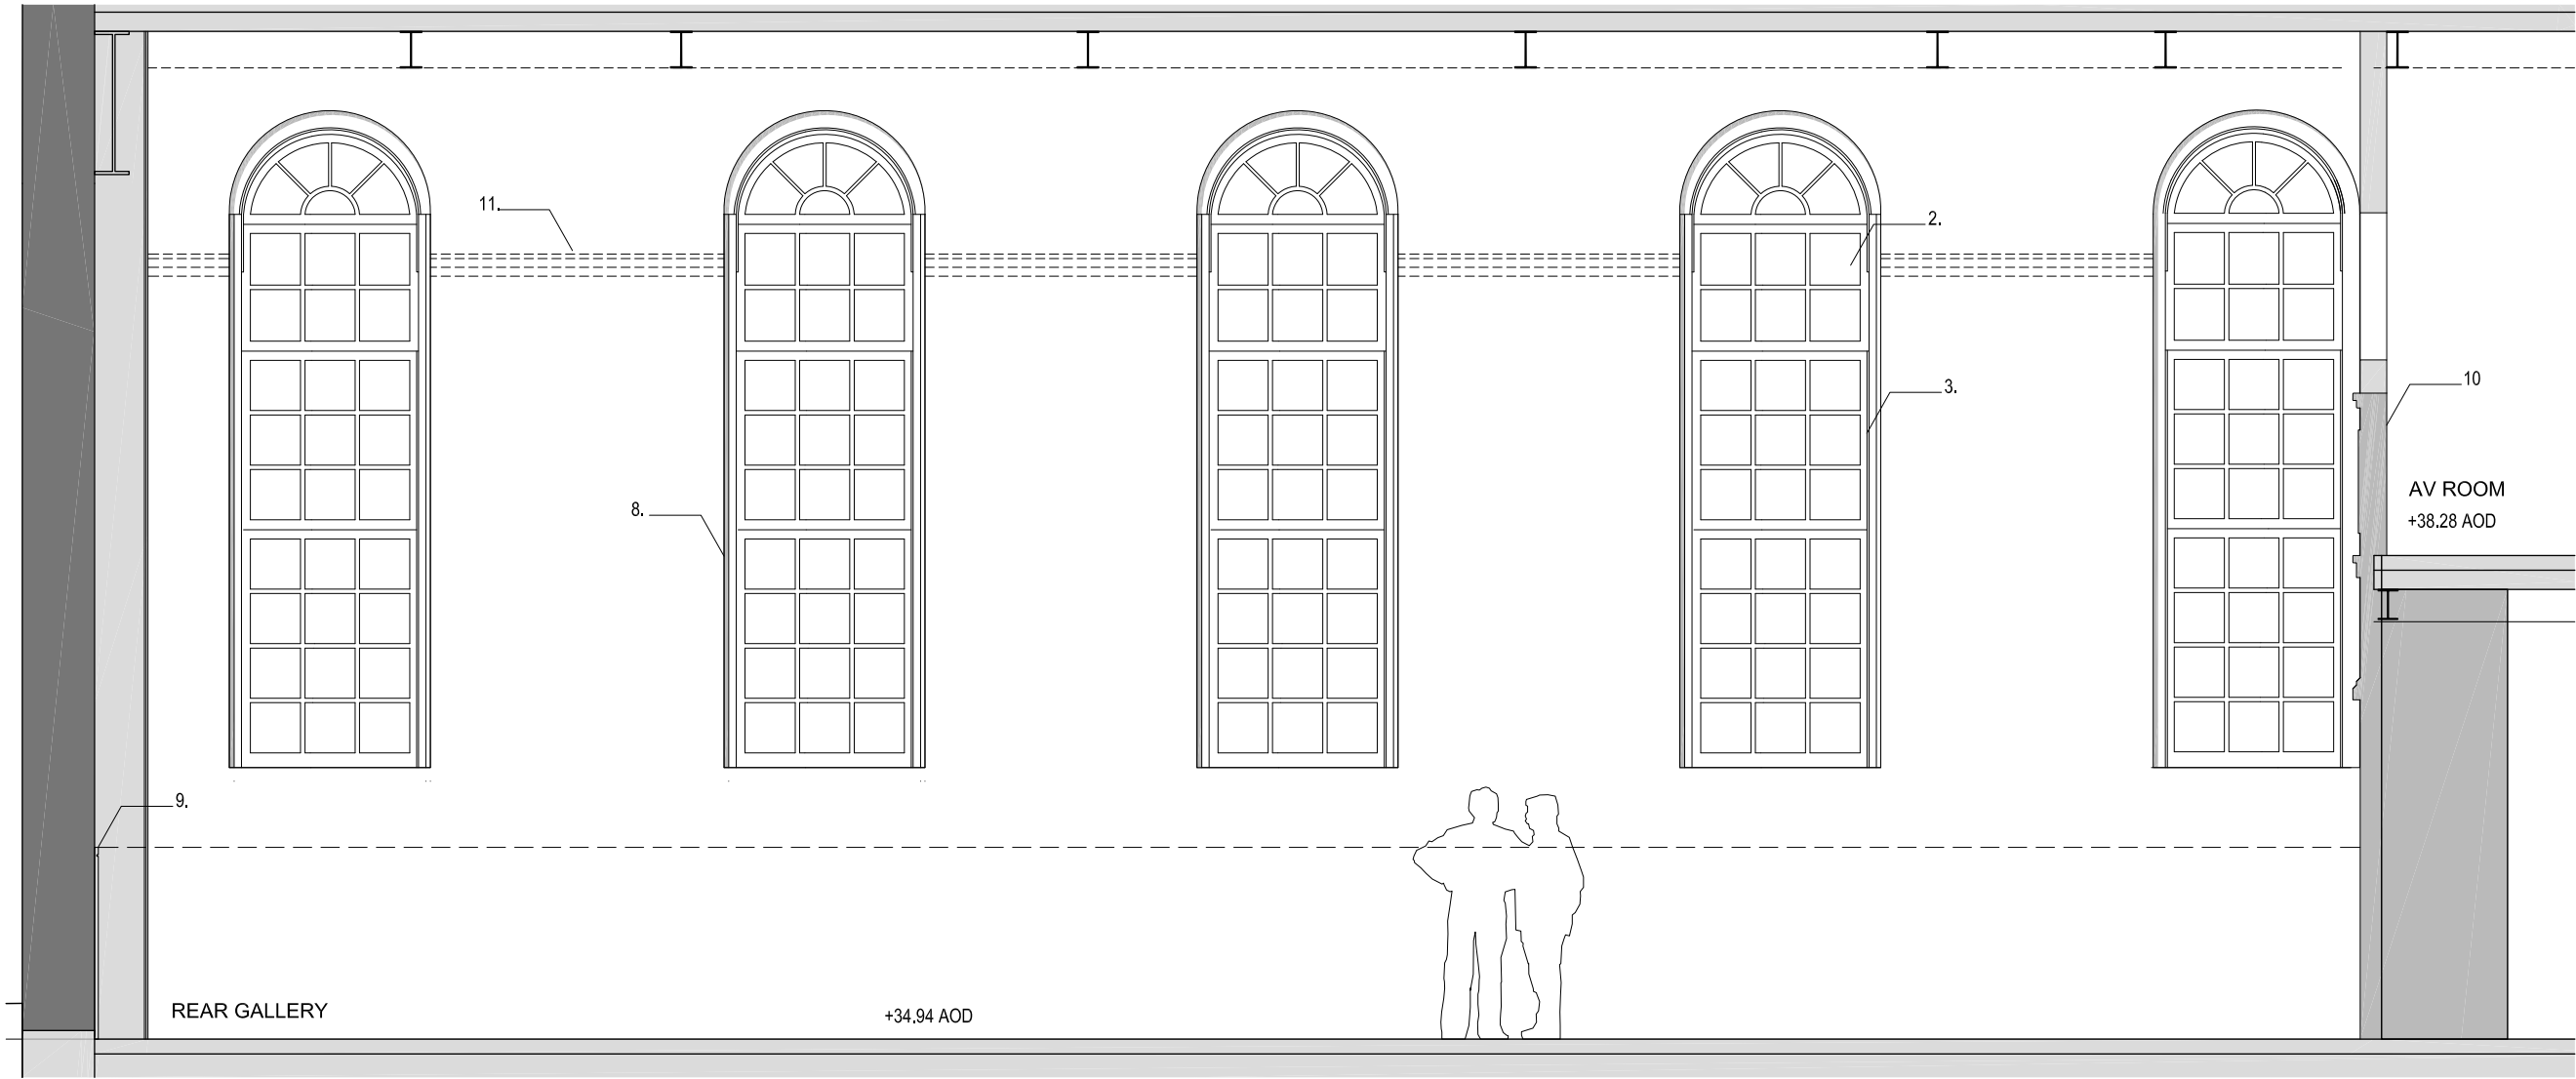 11.
2.
10
3.
AV ROOM
+38.28 AOD
8.
9.
REAR GALLERY
+34.94 AOD